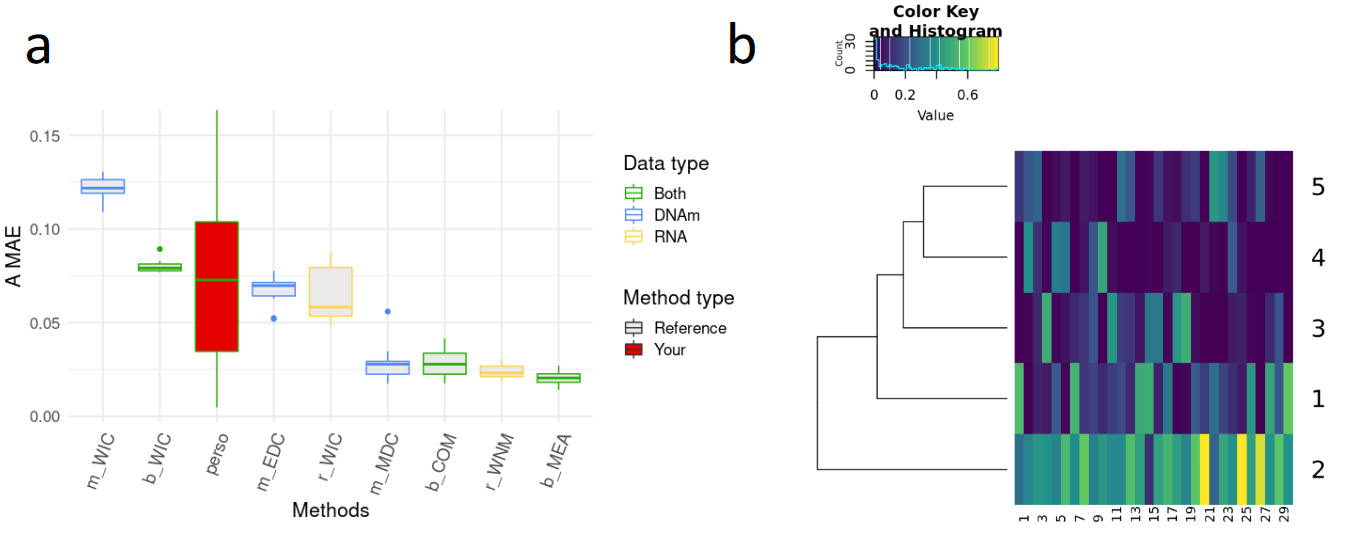 a
A MAE
0.15
0.10
0.05
0.00
m_WIC
b_WIC
perso
m_EDC
r_WIC
m_MDC
b_COM
r_WNM
b_MEA
Methods
Data type
Both
DNAm
RNA
Method type
Reference
Your
b
Color Key
and Histogram
Count
0 30
0 0.2 0.6
Value
5
4
3
1
2
1 3 5 7 9 11 13 15 17 19 21 23 25 27 29